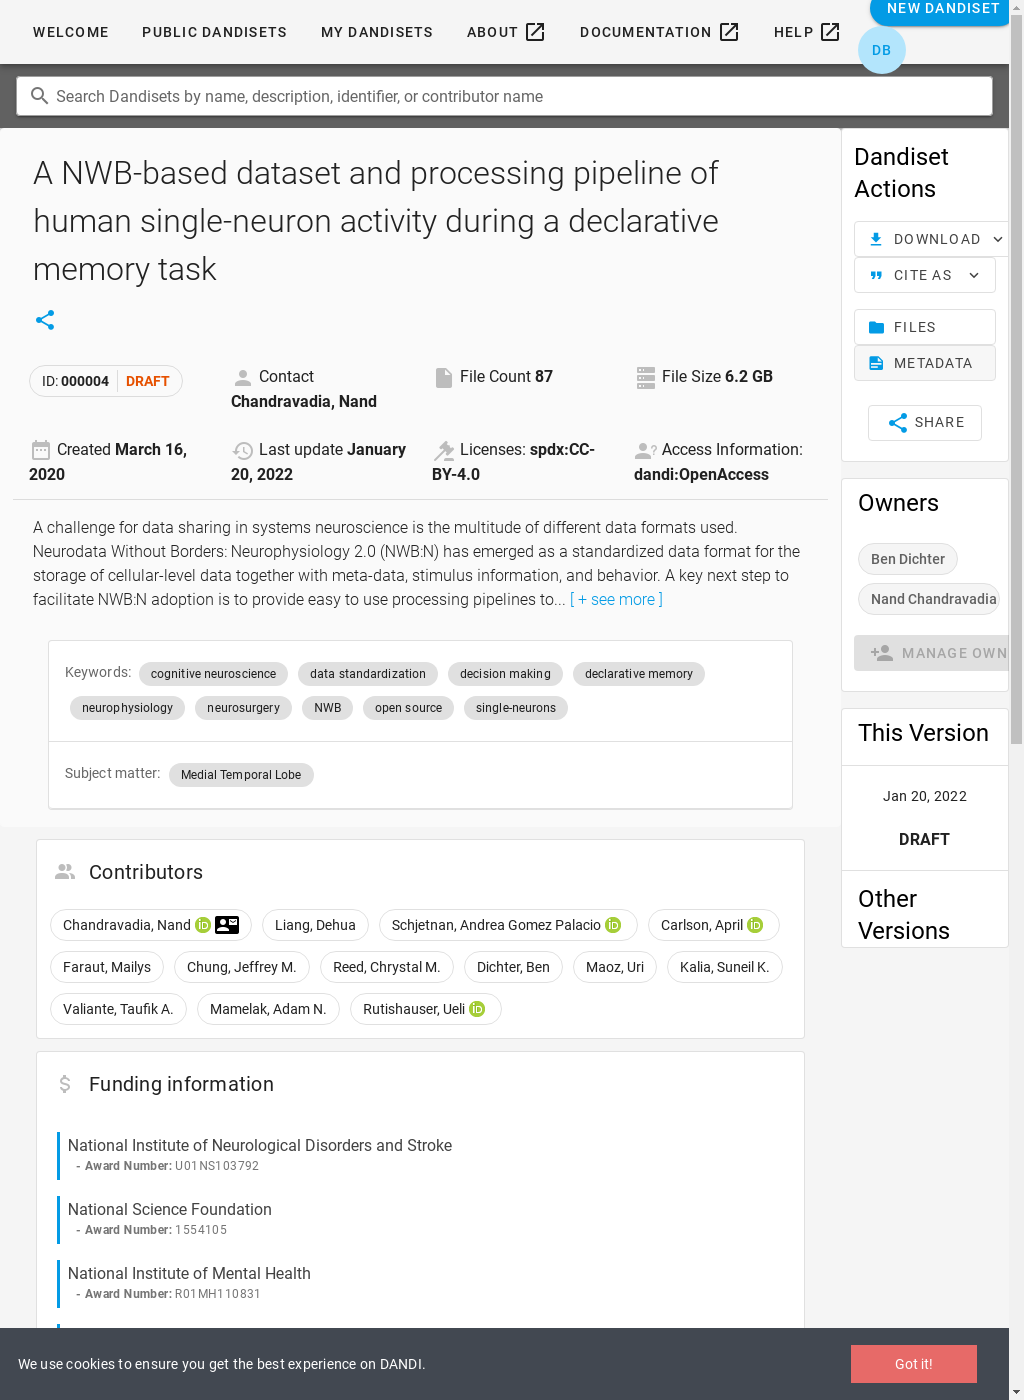 WELCOME PUBLIC DANDISETS MY DANDISETS ABOUT DOCUMENTATION HELP NEW DANDISET
DB
Search Dandisets by name, description, identifier, or contributor name
A NWB-based dataset and processing pipeline of
human single-neuron activity during a declarative
memory task
ID: 000004 DRAFT
Contact
Chandravadia, Nand
File Count 87
File Size 6.2 GB
Created March 16,
2020
Last update January
20, 2022
Licenses: spdx:CC-
BY-4.0
Access Information:
dandi:OpenAccess
A challenge for data sharing in systems neuroscience is the multitude of different data formats used.
Neurodata Without Borders: Neurophysiology 2.0 (NWB:N) has emerged as a standardized data format for the
storage of cellular-level data together with meta-data, stimulus information, and behavior. A key next step to
facilitate NWB:N adoption is to provide easy to use processing pipelines to... [ + see more ]
Keywords: cognitive neuroscience data standardization decision making declarative memory
neurophysiology neurosurgery NWB open source single-neurons
Subject matter: Medial Temporal Lobe
Contributors
Chandravadia, Nand iD Liang, Dehua Schjetnan, Andrea Gomez Palacio iD Carlson, April iD
Faraut, Mailys Chung, Jeffrey M. Reed, Chrystal M. Dichter, Ben Maoz, Uri Kalia, Suneil K.
Valiante, Taufik A. Mamelak, Adam N. Rutishauser, Ueli iD
Funding information
National Institute of Neurological Disorders and Stroke
- Award Number: U01NS103792
National Science Foundation
- Award Number: 1554105
National Institute of Mental Health
- Award Number: R01MH110831
Dandiset
Actions
DOWNLOAD
CITE AS
FILES
METADATA
SHARE
Owners
Ben Dichter
Nand Chandravadia
MANAGE OWN
This Version
Jan 20, 2022
DRAFT
Other
Versions
We use cookies to ensure you get the best experience on DANDI.
Got it!